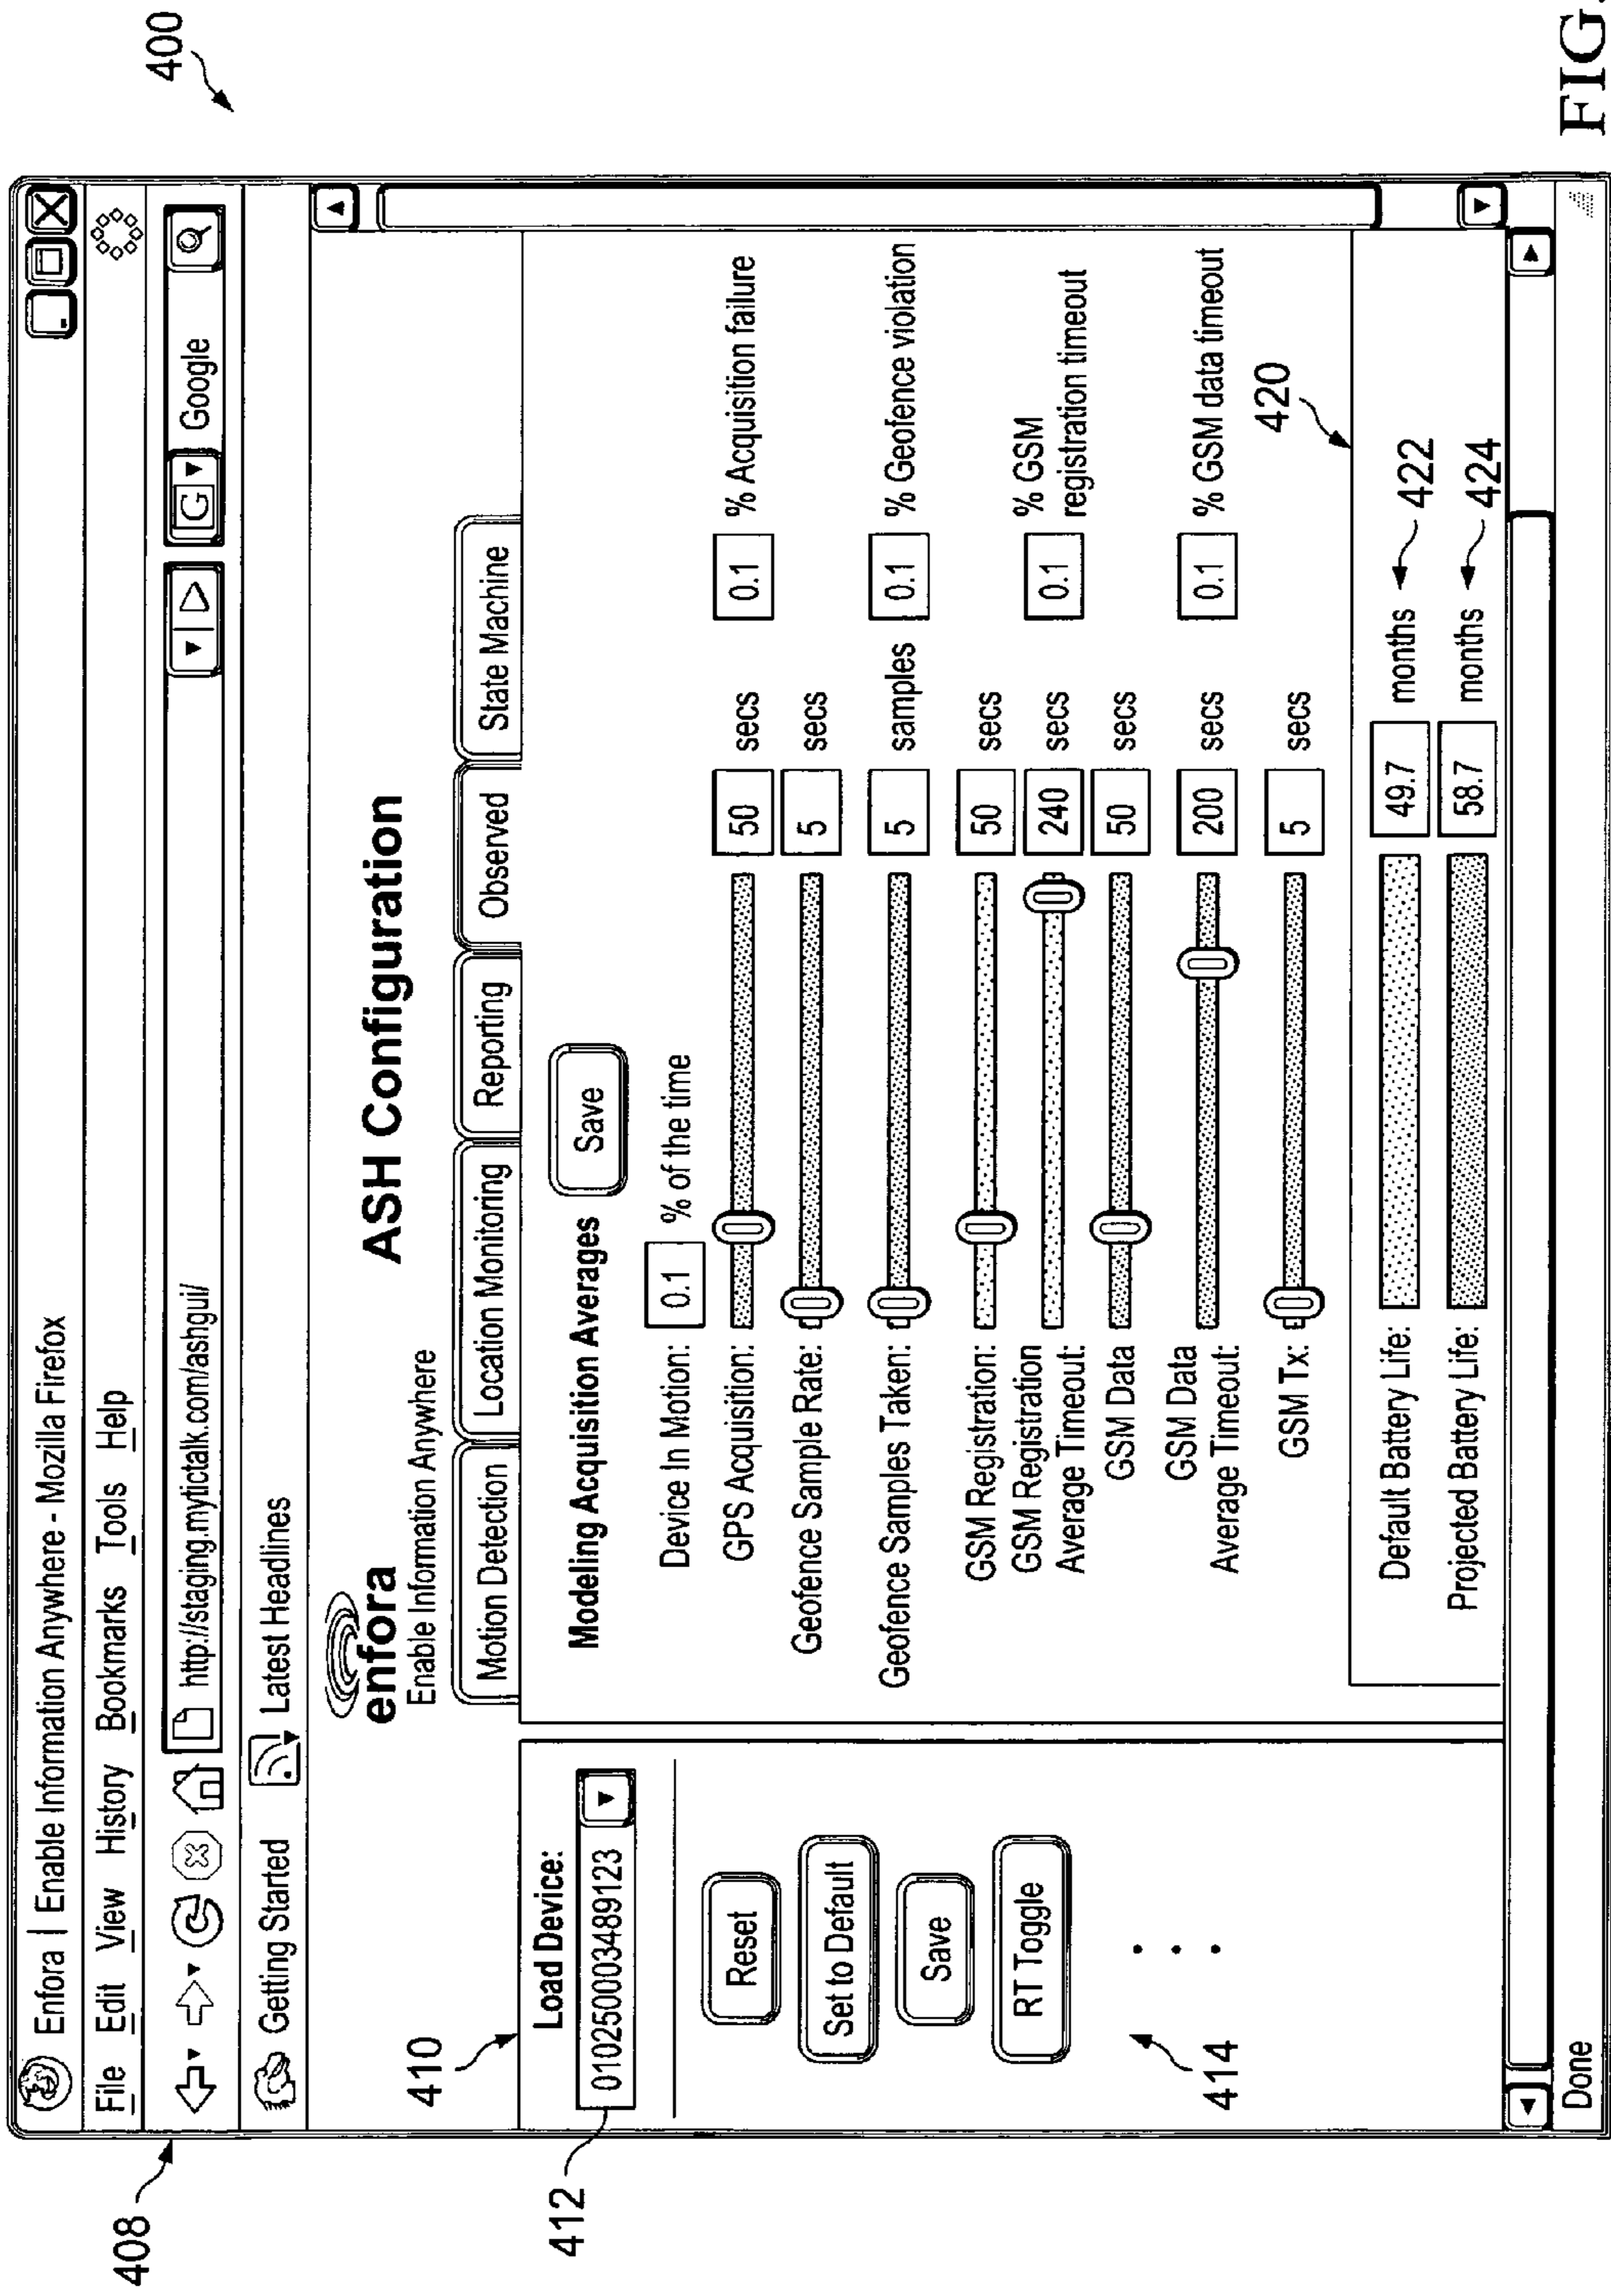 400
Enfora | Enable Information Anywhere - Mozilla Firefox
File Edit View History Bookmarks Tools Help
408
http://staging.mytictalk.com/ashgui/
G Google
Getting Started Latest Headlines
enfora
Enable Information Anywhere
ASH Configuration
410
Motion Detection Location Monitoring Reporting Observed State Machine
Load Device:
412
010250003489123
Reset
Set to Default
Save
RT Toggle
414
Modeling Acquisition Averages Save
Device In Motion: 0.1 % of the time
GPS Acquisition: 50 secs 0.1 % Acquisition failure
Geofence Sample Rate: 5 secs
Geofence Samples Taken: 5 samples 0.1 % Geofence violation
GSM Registration: 50 secs
GSM Registration
Average Timeout: 240 secs 0.1 % GSM
registration timeout
GSM Data 50 secs
GSM Data
Average Timeout: 200 secs 0.1 % GSM data timeout
GSM Tx: 5 secs
420
Default Battery Life: 49.7 months 422
Projected Battery Life: 58.7 months 424
Done
FIG.